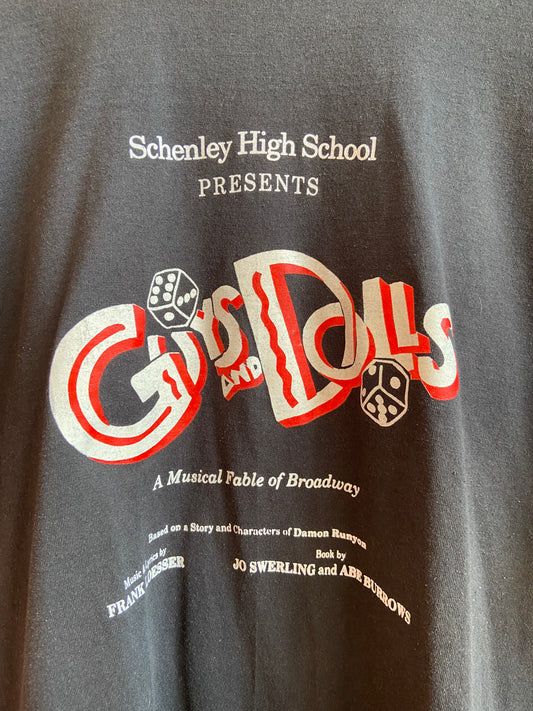 Schenley High School
PRESENTS
GUYS
AND
DOLLS
A Musical Fable of Broadway
Based on a Story and Characters of Damon Runyon
Music & Lyrics by
FRANK LOESSER
Book by
JO SWERLING and ABE BURROWS